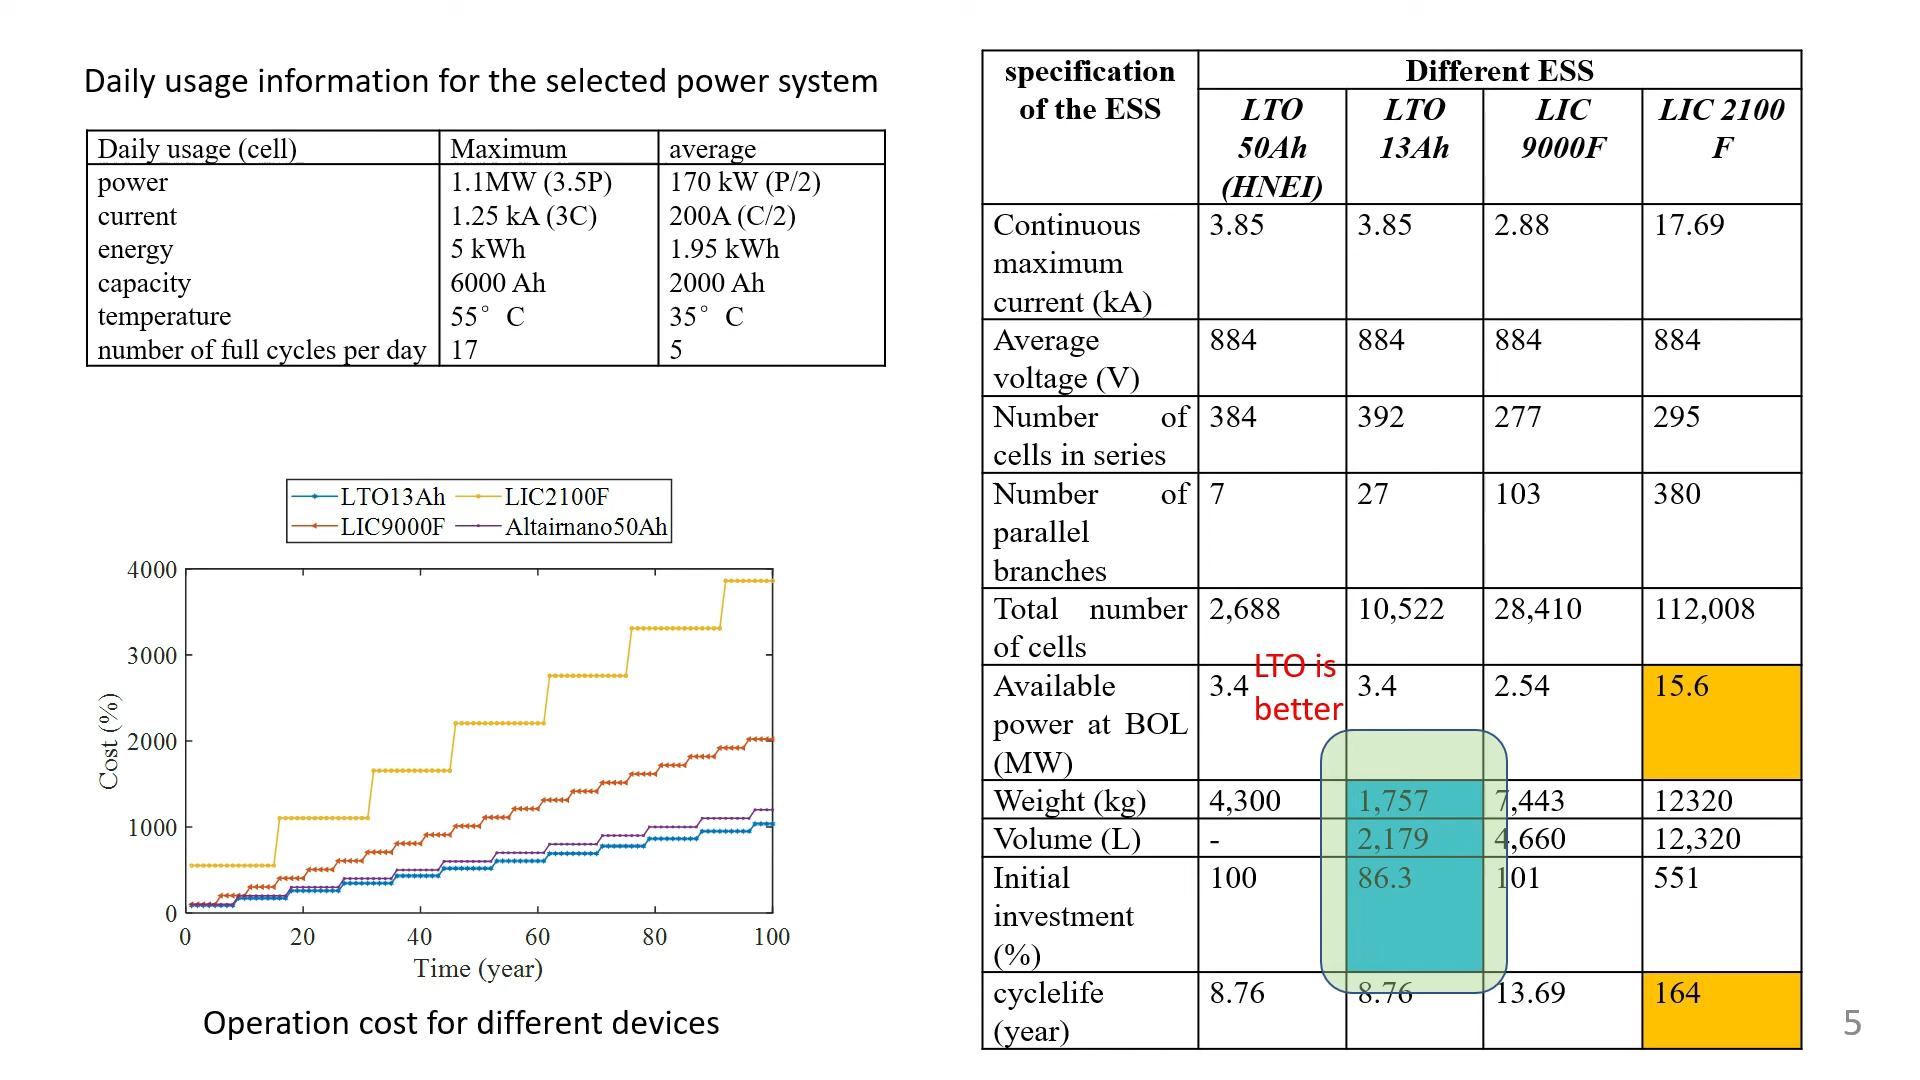 Daily usage information for the selected power system
Daily usage (cell) Maximum average
power 1.1MW (3.5P) 170 kW (P/2)
current 1.25 kA (3C) 200A (C/2)
energy 5 kWh 1.95 kWh
capacity 6000 Ah 2000 Ah
temperature 55° C 35° C
number of full cycles per day 17 5
LTO13Ah LIC2100F
LIC9000F Altairnano50Ah
4000
3000
2000
1000
0
Cost (%)
0 20 40 60 80 100
Time (year)
Operation cost for different devices
specification Different ESS
of the ESS LTO LTO LIC LIC 2100
50Ah 13Ah 9000F F
(HNEI)
Continuous 3.85 3.85 2.88 17.69
maximum
current (kA)
Average 884 884 884 884
voltage (V)
Number of 384 392 277 295
cells in series
Number of 7 27 103 380
parallel
branches
Total number 2,688 10,522 28,410 112,008
of cells
LTO is
better
Available 3.4 3.4 2.54 15.6
power at BOL
(MW)
Weight (kg) 4,300 1,757 7,443 12320
Volume (L) - 2,179 4,660 12,320
Initial 100 86.3 101 551
investment
(%)
cyclelife 8.76 8.76 13.69 164
(year)
5